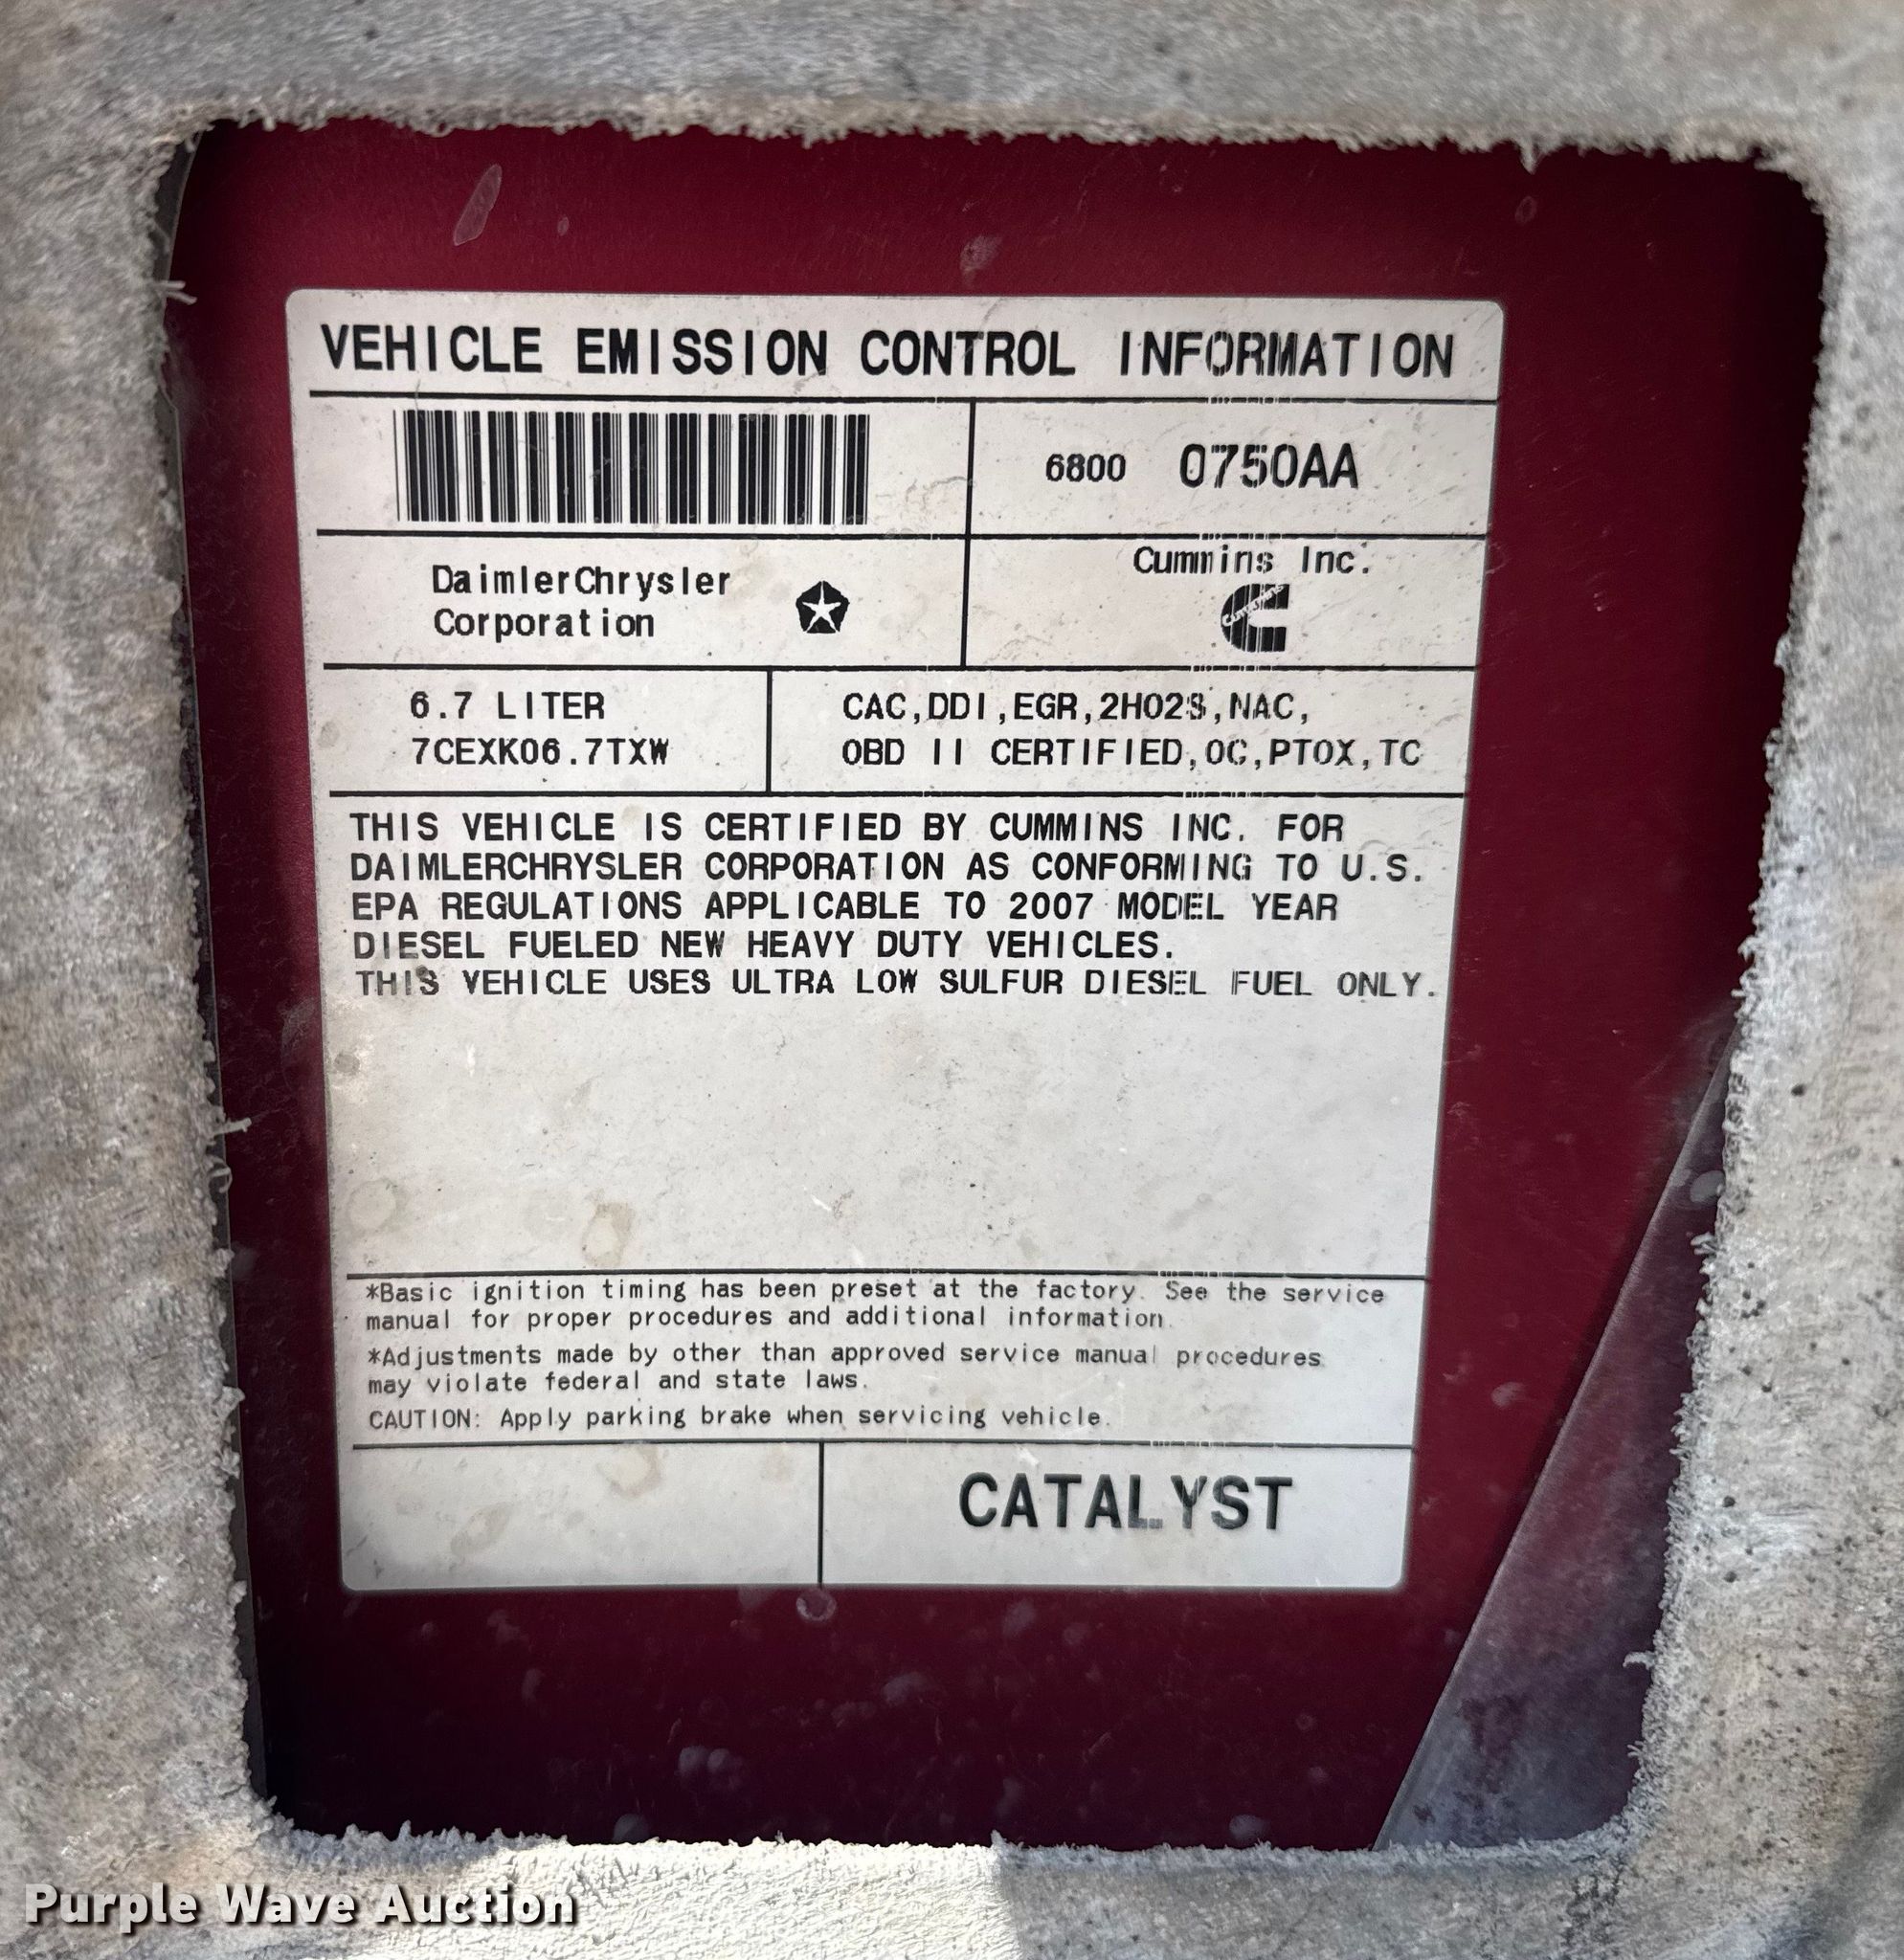 VEHICLE EMISSION CONTROL INFORMATION
6800 0750AA
DaimlerChrysler
Corporation
Cummins Inc.
Cummins
6.7 LITER
7CEXK06.7TXW
CAC,DDI,EGR,2HO2S,NAC,
OBD II CERTIFIED,OC,PTOX,TC
THIS VEHICLE IS CERTIFIED BY CUMMINS INC. FOR
DAIMLERCHRYSLER CORPORATION AS CONFORMING TO U.S.
EPA REGULATIONS APPLICABLE TO 2007 MODEL YEAR
DIESEL FUELED NEW HEAVY DUTY VEHICLES.
THIS VEHICLE USES ULTRA LOW SULFUR DIESEL FUEL ONLY.
*Basic ignition timing has been preset at the factory. See the service
manual for proper procedures and additional information.
*Adjustments made by other than approved service manual procedures
may violate federal and state laws.
CAUTION: Apply parking brake when servicing vehicle.
CATALYST
Purple Wave Auction